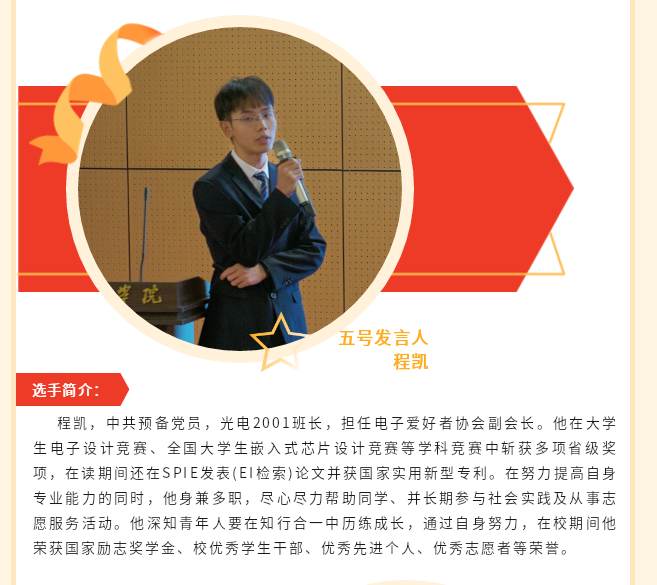 学院
五号发言人
程凯
选手简介：
程凯，中共预备党员，光电2001班长，担任电子爱好者协会副会长。他在大学
生电子设计竞赛、全国大学生嵌入式芯片设计竞赛等学科竞赛中斩获多项省级奖
项，在读期间还在SPIE发表(EI检索)论文并获国家实用新型专利。在努力提高自身
专业能力的同时，他身兼多职，尽心尽力帮助同学、并长期参与社会实践及从事志
愿服务活动。他深知青年人要在知行合一中历练成长，通过自身努力，在校期间他
荣获国家励志奖学金、校优秀学生干部、优秀先进个人、优秀志愿者等荣誉。